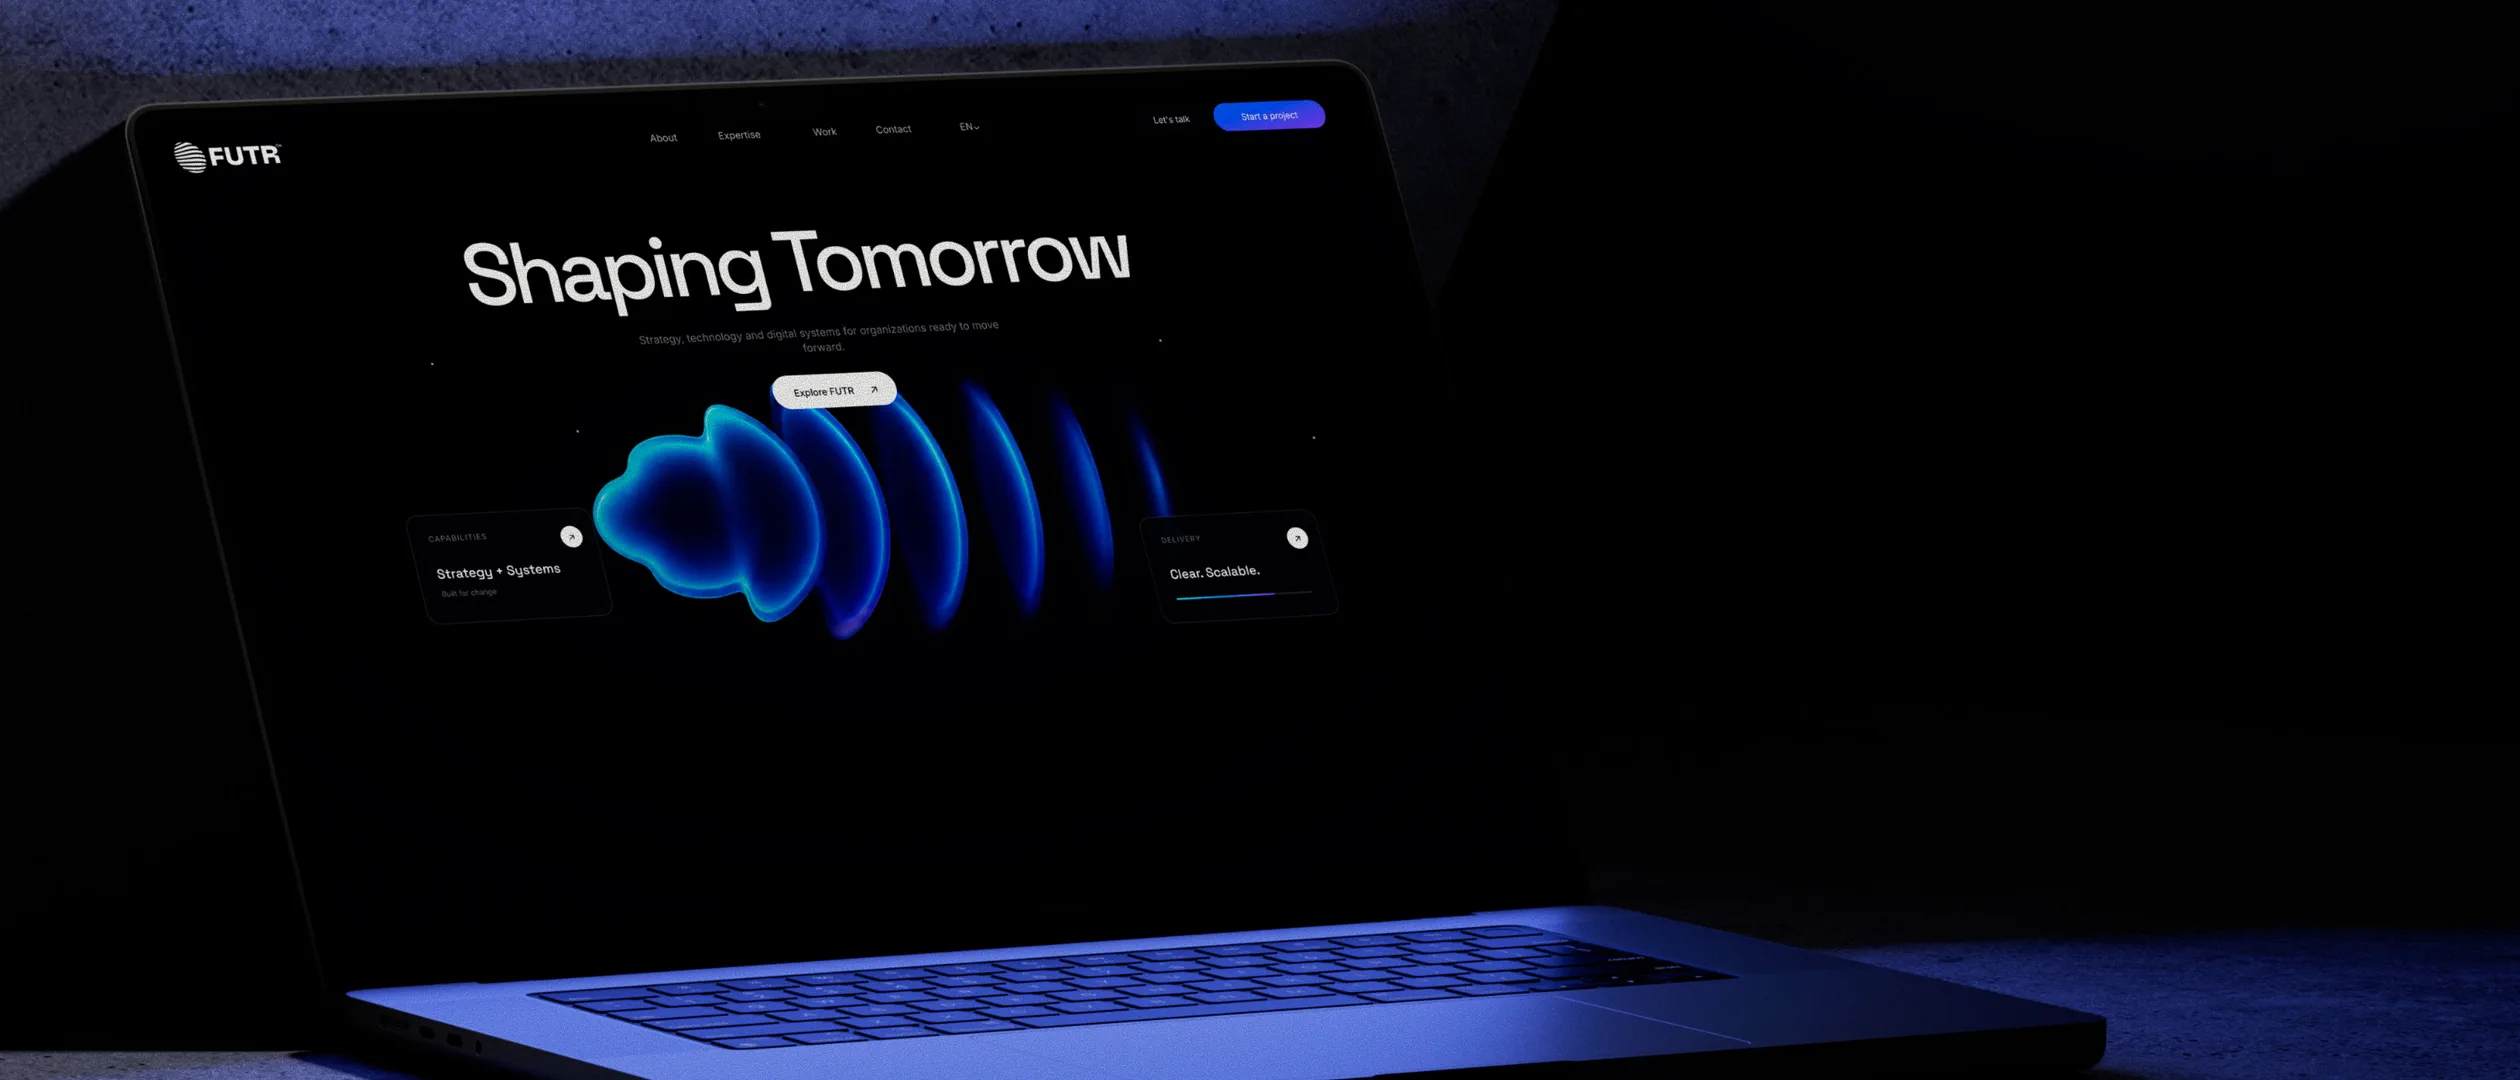 FUTR
About
Expertise
Work
Contact
EN
Let's talk
Start a project
Shaping Tomorrow
Strategy, technology and digital systems for organizations ready to move
forward.
Explore FUTR
CAPABILITIES
Strategy + Systems
Built for change
DELIVERY
Clear. Scalable.